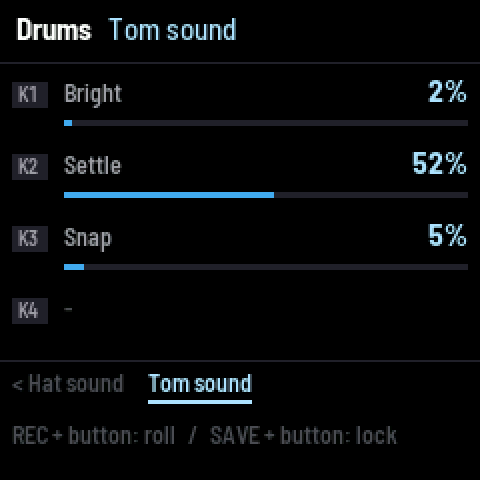 Drums Tom sound
K1 Bright 2%
K2 Settle 52%
K3 Snap 5%
K4 -
< Hat sound Tom sound
REC + button: roll / SAVE + button: lock